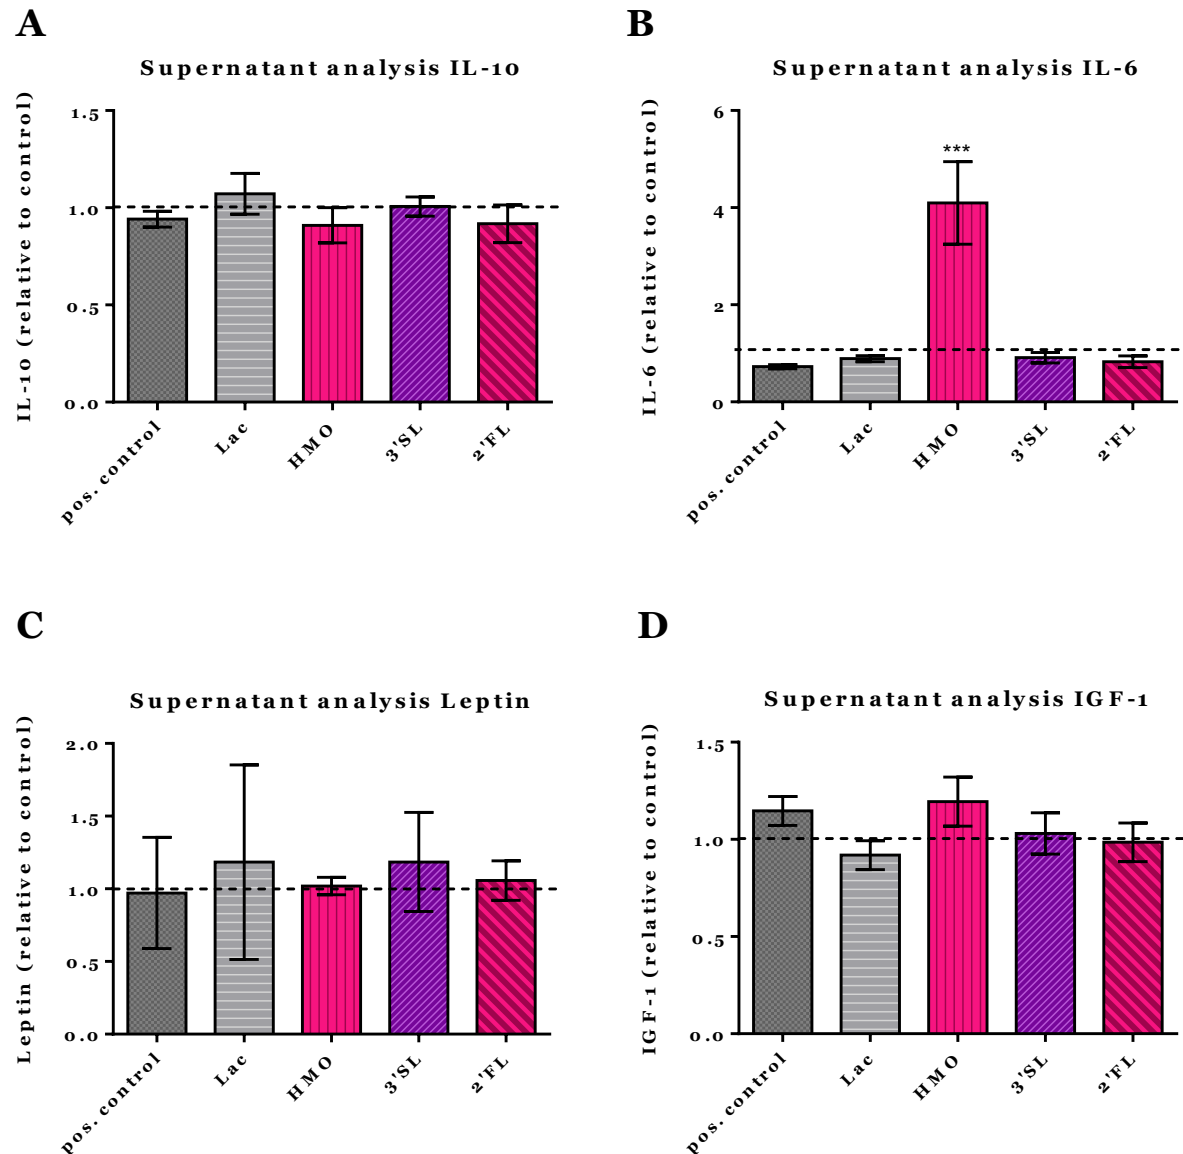 A
Supernatant analysis IL-10
IL-10 (relative to control)
1.5
1.0
0.5
0.0
pos. control
Lac
HMO
3'SL
2'FL
B
Supernatant analysis IL-6
IL-6 (relative to control)
6
4
2
0
***
pos. control
Lac
HMO
3'SL
2'FL
C
Supernatant analysis Leptin
Leptin (relative to control)
2.0
1.5
1.0
0.5
0.0
pos. control
Lac
HMO
3'SL
2'FL
D
Supernatant analysis IGF-1
IGF-1 (relative to control)
1.5
1.0
0.5
0.0
pos. control
Lac
HMO
3'SL
2'FL